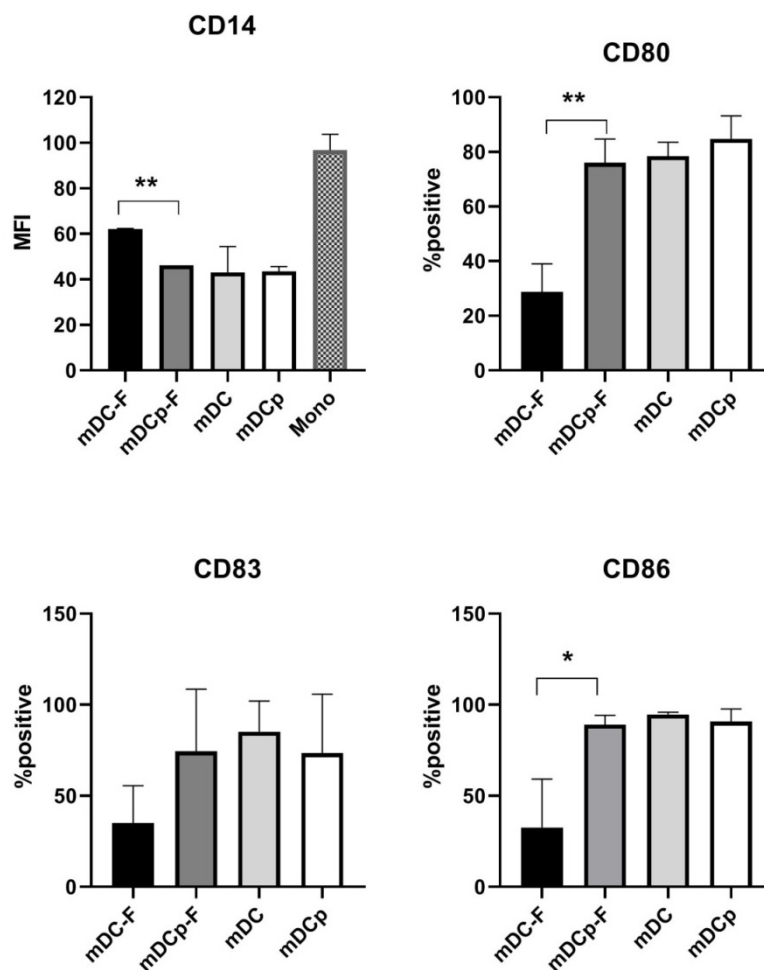 CD14
120
100
80
60
40
20
0
MFI
**
mDC-F
mDCp-F
mDC
mDCp
Mono
CD80
100
80
60
40
20
0
%positive
**
mDC-F
mDCp-F
mDC
mDCp
CD83
150
100
50
0
%positive
mDC-F
mDCp-F
mDC
mDCp
CD86
150
100
50
0
%positive
*
mDC-F
mDCp-F
mDC
mDCp